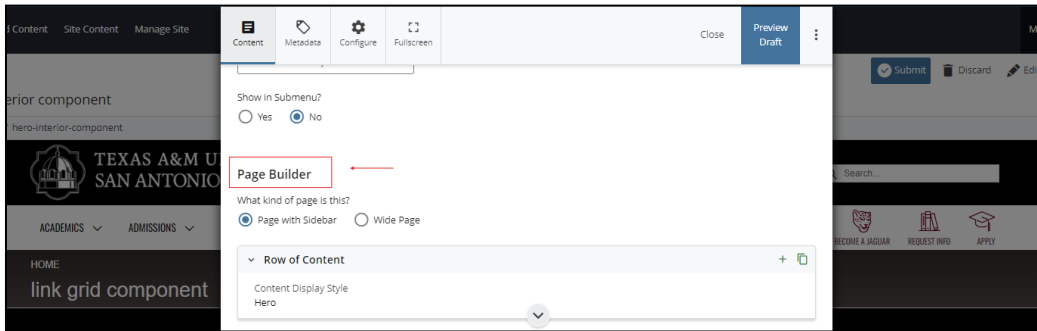 d Content Site Content Manage Site
Content Metadata Configure Fullscreen Close Preview Draft
Submit Discard Edi
erior component
hero-interior-component
Show in Submenu?
Yes No
TEXAS A&M U
SAN ANTONIO
Search...
Page Builder
What kind of page is this?
Page with Sidebar Wide Page
ACADEMICS ADMISSIONS
BECOME A JAGUAR REQUEST INFO APPLY
Row of Content
HOME
link grid component
Content Display Style
Hero